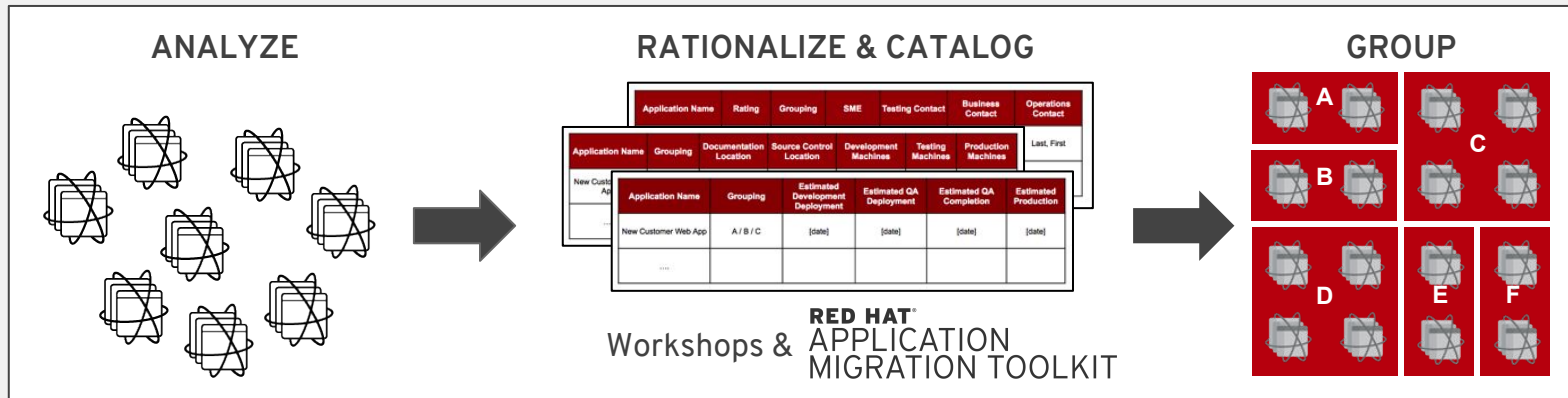 ANALYZE
RATIONALIZE & CATALOG
GROUP
Application Name Rating Grouping SME Testing Contact Business Contact Operations Contact
Last, First
Application Name Grouping Documentation Location Source Control Location Development Machines Testing Machines Production Machines
New Custo
Ap
Application Name Grouping Estimated Development Deployment Estimated QA Deployment Estimated QA Completion Estimated Production
New Customer Web App A / B / C [date] [date] [date] [date]
....
Workshops & RED HAT® APPLICATION MIGRATION TOOLKIT
A
B
C
D
E
F